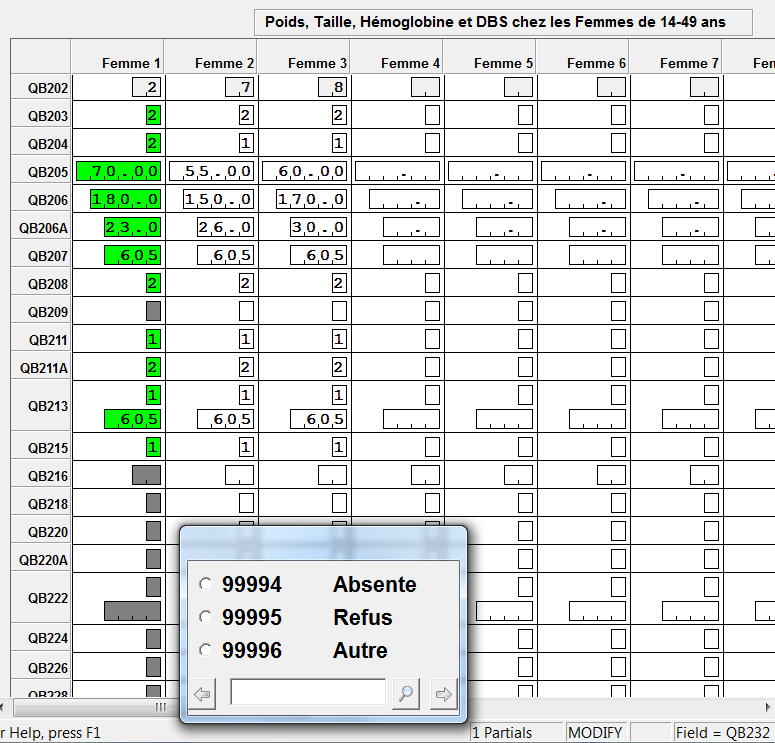 Poids, Taille, Hémoglobine et DBS chez les Femmes de 14-49 ans
Femme 1 Femme 2 Femme 3 Femme 4 Femme 5 Femme 6 Femme 7 Fem
QB202 2 7 8
QB203 2 2 2
QB204 2 1 1
QB205 70.00 55.00 60.00
QB206 180.0 150.0 170.0
QB206A 23.0 26.0 30.0
QB207 605 605 605
QB208 2 2 2
QB209
QB211 1 1 1
QB211A 2 2 2
QB213 1 1 1
605 605 605
QB215 1 1 1
QB216
QB218
QB220
QB220A
QB222
QB224
QB226
QB228
99994 Absente
99995 Refus
99996 Autre
r Help, press F1 1 Partials MODIFY Field = QB232